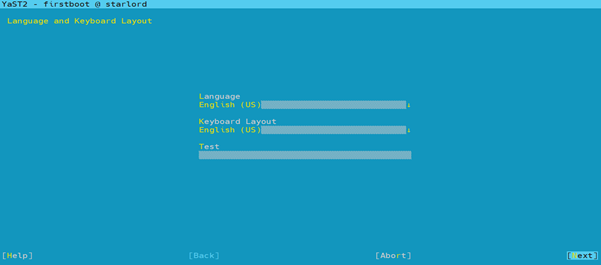 YaST2 - firstboot @ starlord
Language and Keyboard Layout
Language
English (US)
Keyboard Layout
English (US)
Test
[Help] [Back] [Abort] [Next]